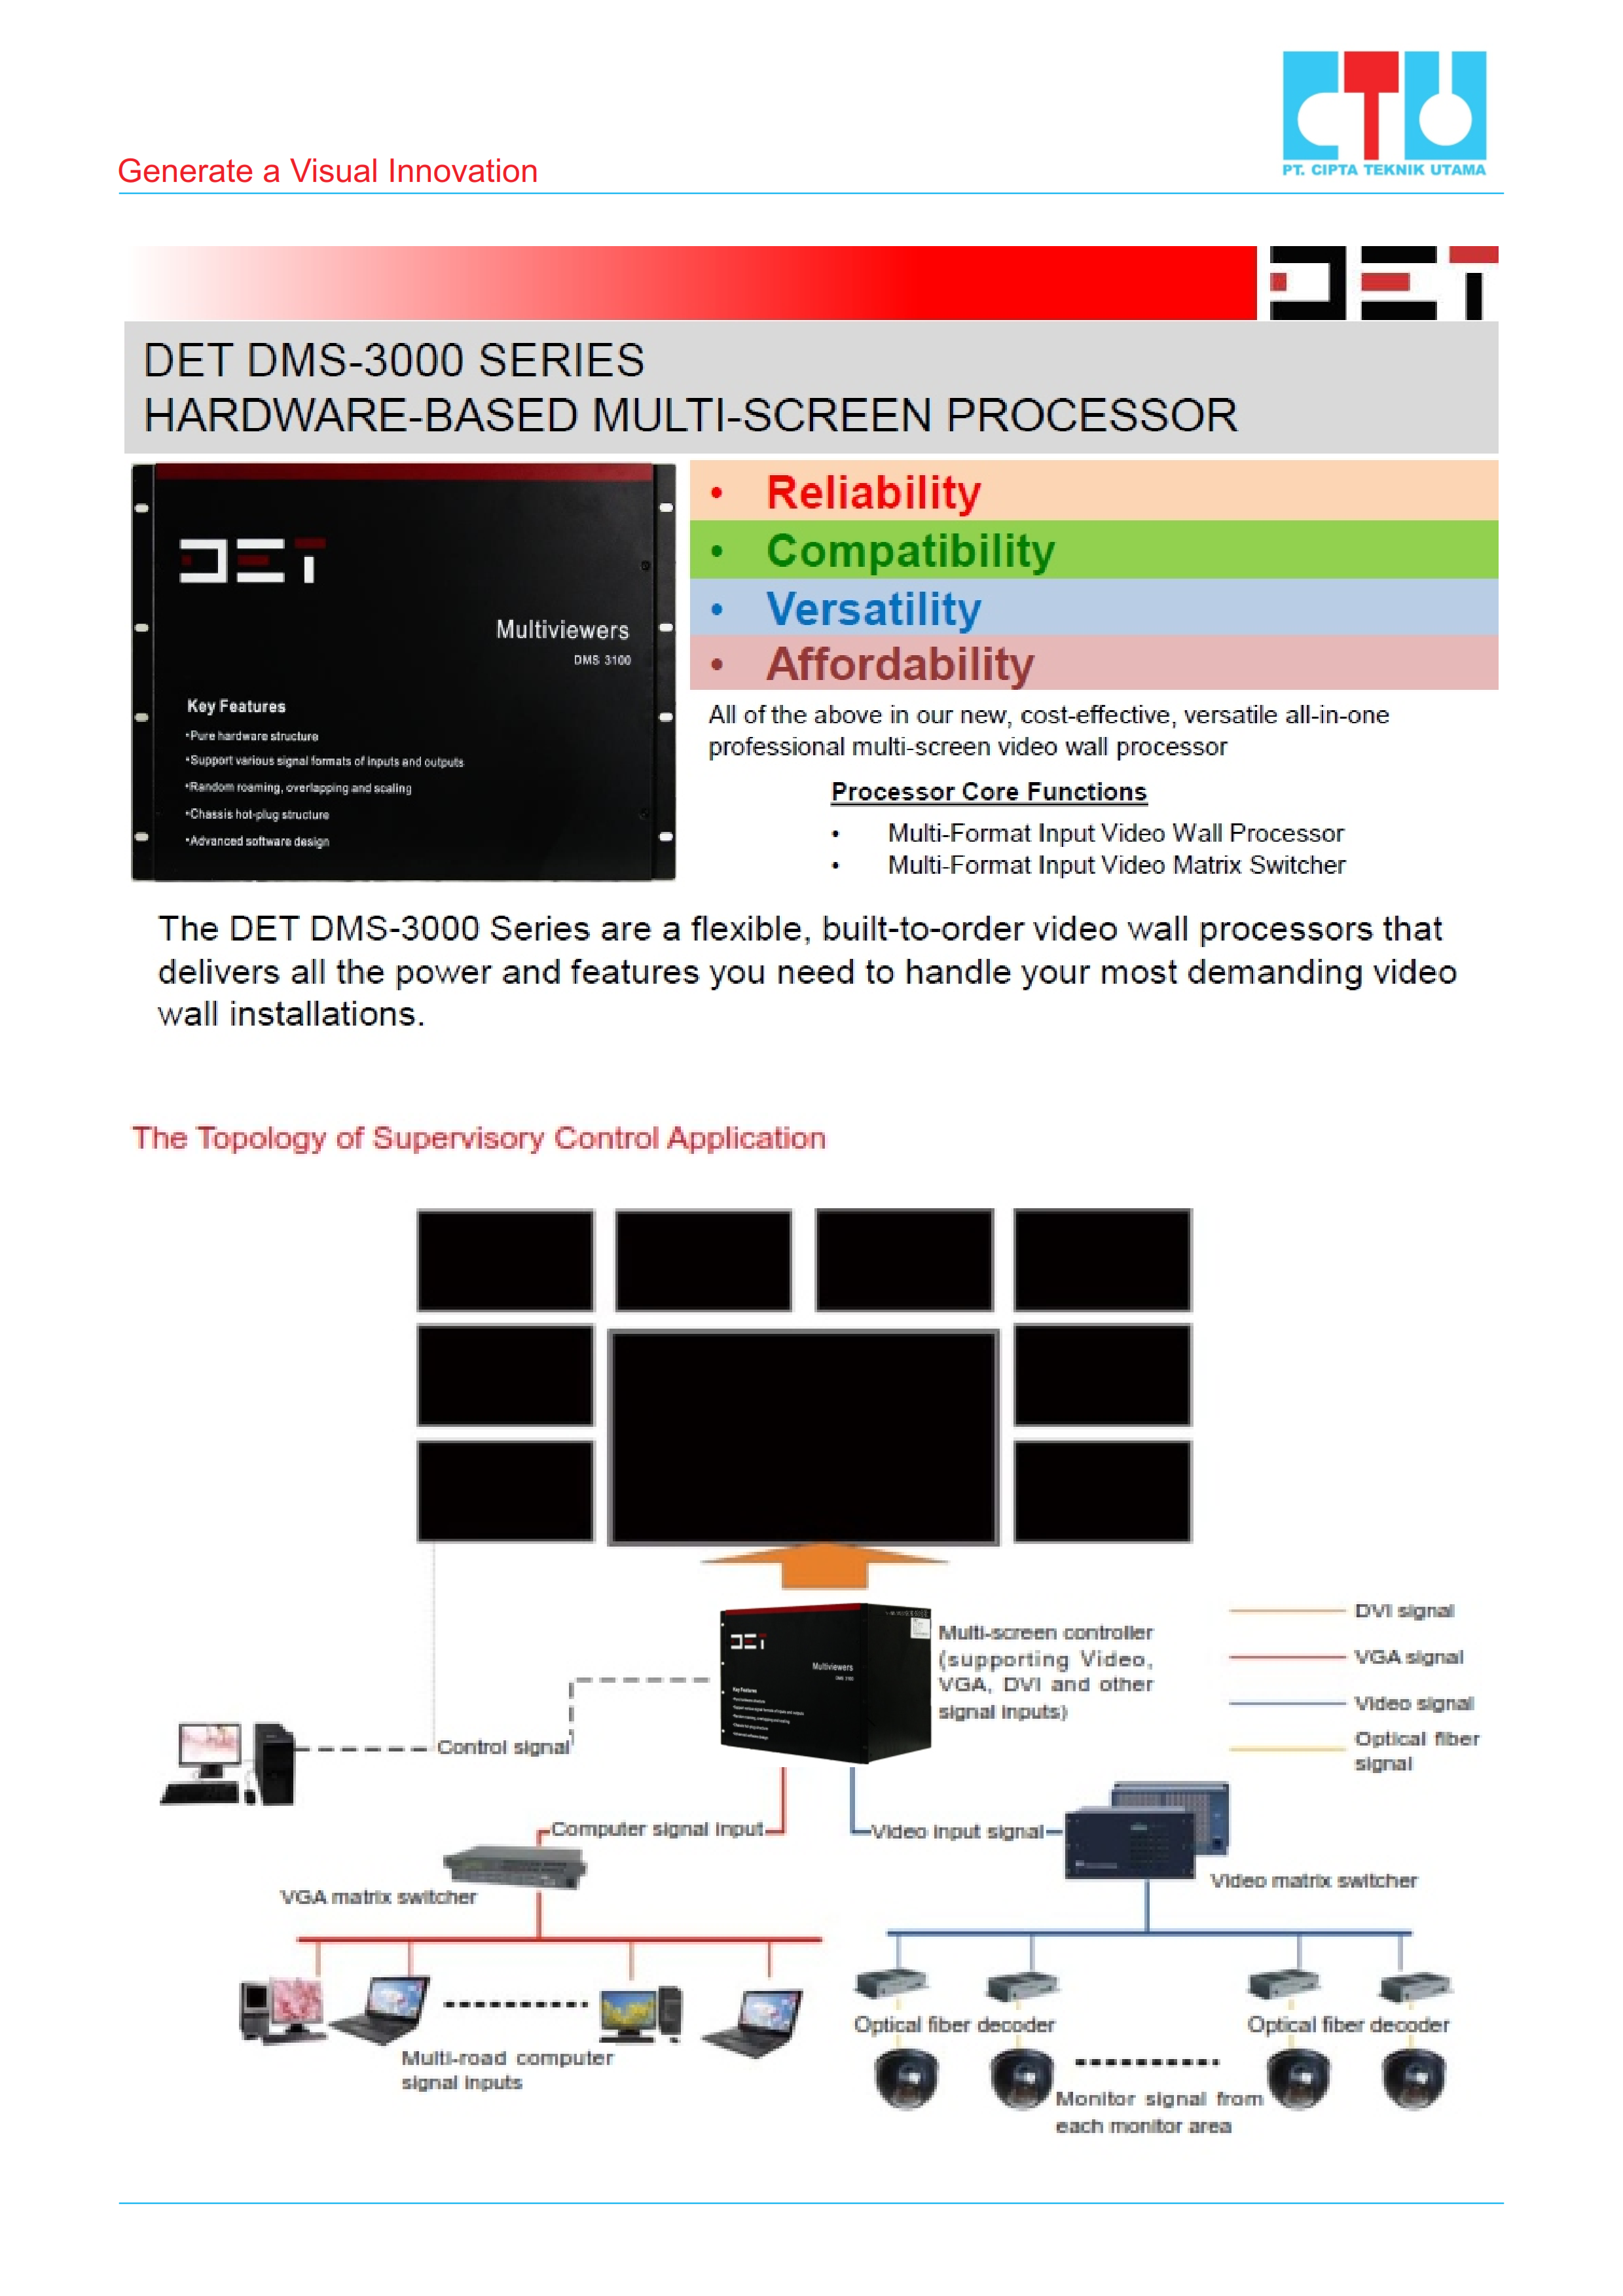 CTU
PT. CIPTA TEKNIK UTAMA
Generate a Visual Innovation
DET
DET DMS-3000 SERIES
HARDWARE-BASED MULTI-SCREEN PROCESSOR
DET
Multiviewers
DMS 3100
Key Features
•Pure hardware structure
•Support various signal formats of inputs and outputs
•Random roaming, overlapping and scaling
•Chassis hot-plug structure
•Advanced software design
• Reliability
• Compatibility
• Versatility
• Affordability
All of the above in our new, cost-effective, versatile all-in-one
professional multi-screen video wall processor
Processor Core Functions
• Multi-Format Input Video Wall Processor
• Multi-Format Input Video Matrix Switcher
The DET DMS-3000 Series are a flexible, built-to-order video wall processors that
delivers all the power and features you need to handle your most demanding video
wall installations.
The Topology of Supervisory Control Application
DET
Multiviewers
Key Features
Multi-screen controller
(supporting Video,
VGA, DVI and other
signal inputs)
DVI signal
VGA signal
Video signal
Optical fiber
signal
Control signal
Computer signal input
Video input signal
VGA matrix switcher
Video matrix switcher
Optical fiber decoder
Optical fiber decoder
Multi-road computer
signal inputs
Monitor signal from
each monitor area